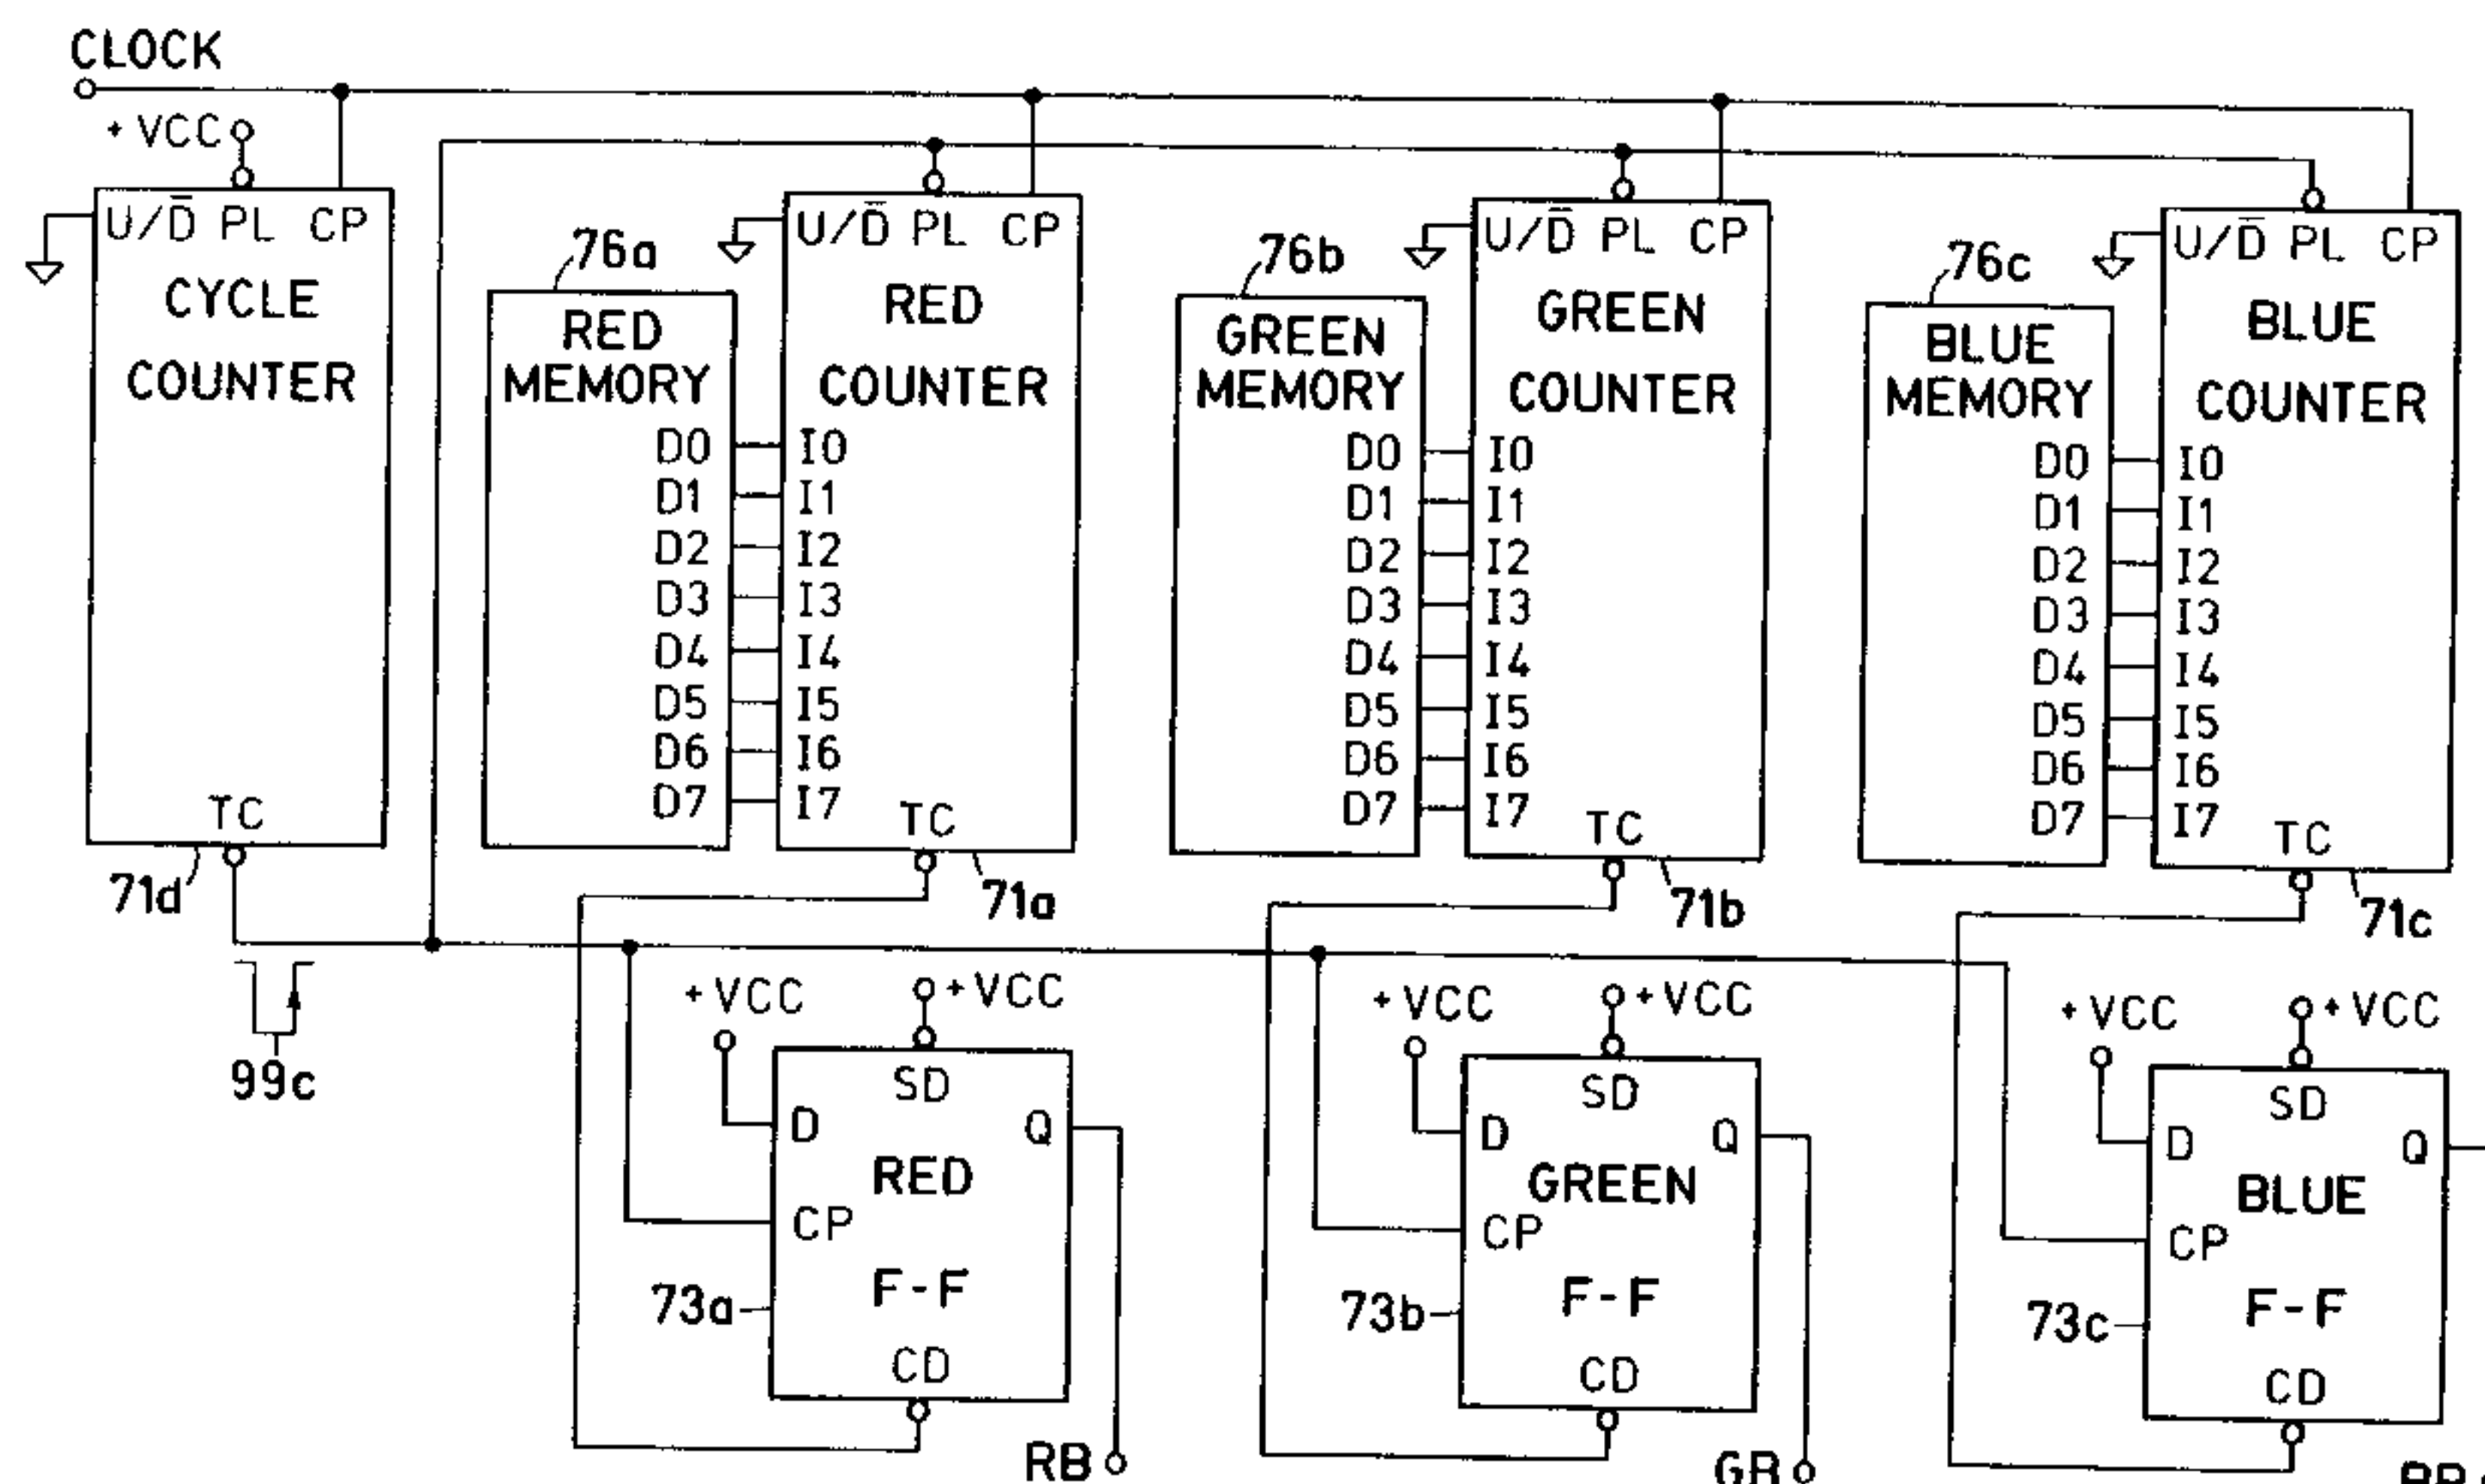 CLOCK
+ VCC
U/D̅ PL CP
CYCLE
COUNTER
TC
71d
99c
76a
RED
MEMORY
D0
D1
D2
D3
D4
D5
D6
D7
U/D̅ PL CP
RED
COUNTER
I0
I1
I2
I3
I4
I5
I6
I7
TC
71a
76b
GREEN
MEMORY
D0
D1
D2
D3
D4
D5
D6
D7
U/D̅ PL CP
GREEN
COUNTER
I0
I1
I2
I3
I4
I5
I6
I7
TC
71b
76c
BLUE
MEMORY
D0
D1
D2
D3
D4
D5
D6
D7
U/D̅ PL CP
BLUE
COUNTER
I0
I1
I2
I3
I4
I5
I6
I7
TC
71c
+ VCC
+ VCC
SD
D
Q
RED
CP
F-F
73a
CD
RB
+ VCC
+ VCC
SD
D
Q
GREEN
CP
F-F
73b
CD
GB
+ VCC
+ VCC
SD
D
Q
BLUE
CP
F-F
73c
CD